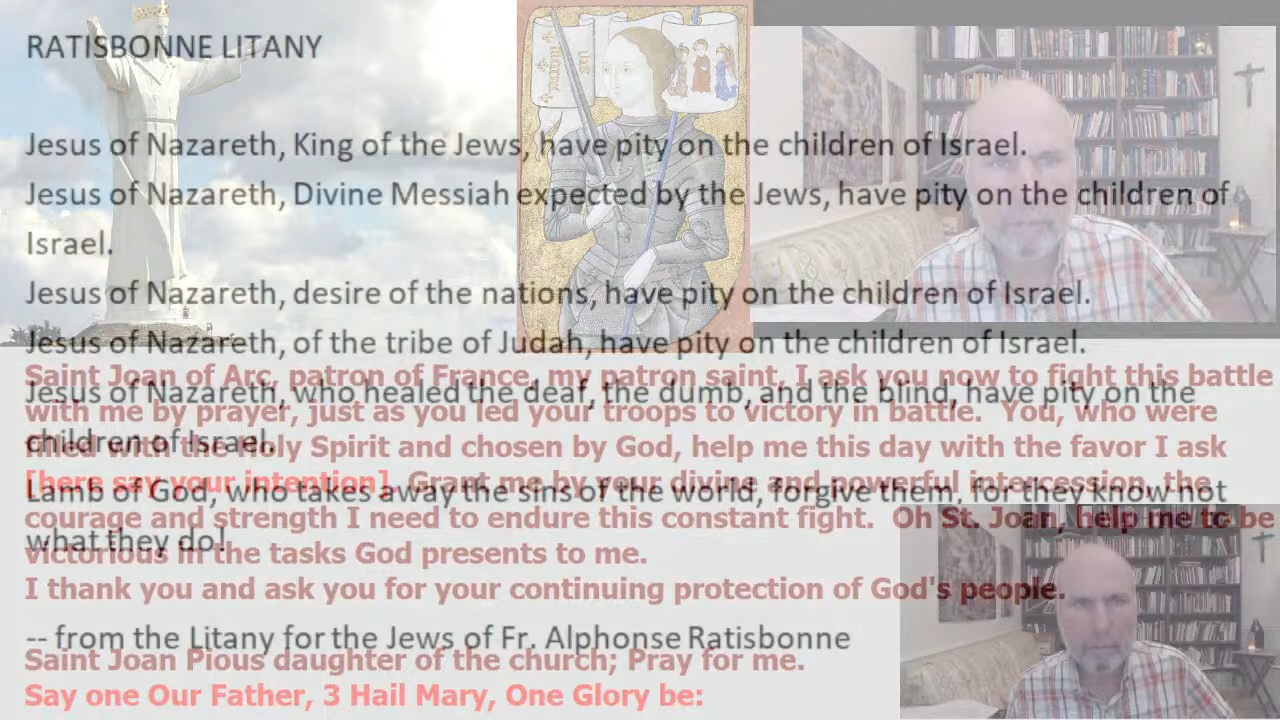 RATISBONNE LITANY
Jesus of Nazareth, King of the Jews, have pity on the children of Israel.
Jesus of Nazareth, Divine Messiah expected by the Jews, have pity on the children of
Israel.
Jesus of Nazareth, desire of the nations, have pity on the children of Israel.
Jesus of Nazareth, of the tribe of Judah, have pity on the children of Israel.
Jesus of Nazareth, who healed the deaf, the dumb, and the blind, have pity on the
children of Israel.
Lamb of God, who takes away the sins of the world, forgive them, for they know not
what they do!
-- from the Litany for the Jews of Fr. Alphonse Ratisbonne
Saint Joan of Arc, patron of France, my patron saint, I ask you now to fight this battle
with me by prayer, just as you led your troops to victory in battle. You, who were
filled with the Holy Spirit and chosen by God, help me this day with the favor I ask
[here say your intention]. Grant me by your divine and powerful intercession, the
courage and strength I need to endure this constant fight. Oh St. Joan, help me to be
victorious in the tasks God presents to me.
I thank you and ask you for your continuing protection of God's people.
Saint Joan Pious daughter of the church; Pray for me.
Say one Our Father, 3 Hail Mary, One Glory be: